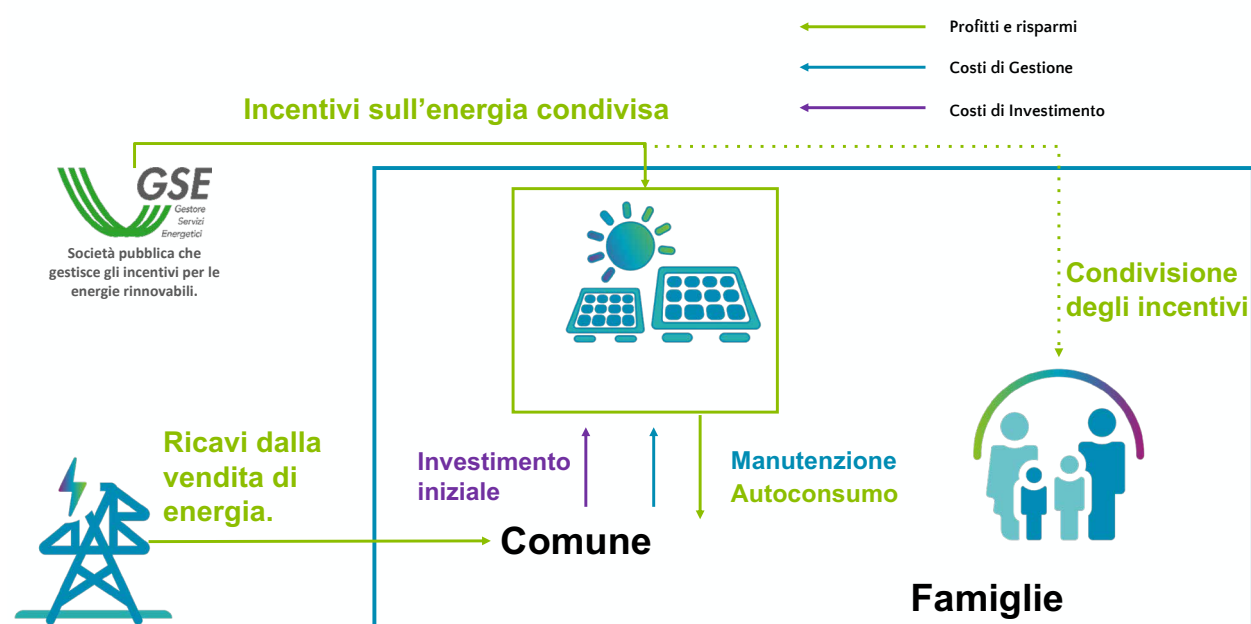 Profitti e risparmi
Costi di Gestione
Costi di Investimento
Incentivi sull’energia condivisa
GSE
Gestore
Servizi
Energetici
Società pubblica che
gestisce gli incentivi per le
energie rinnovabili.
Condivisione
degli incentivi
Ricavi dalla
vendita di
energia.
Investimento
iniziale
Manutenzione
Autoconsumo
Comune
Famiglie